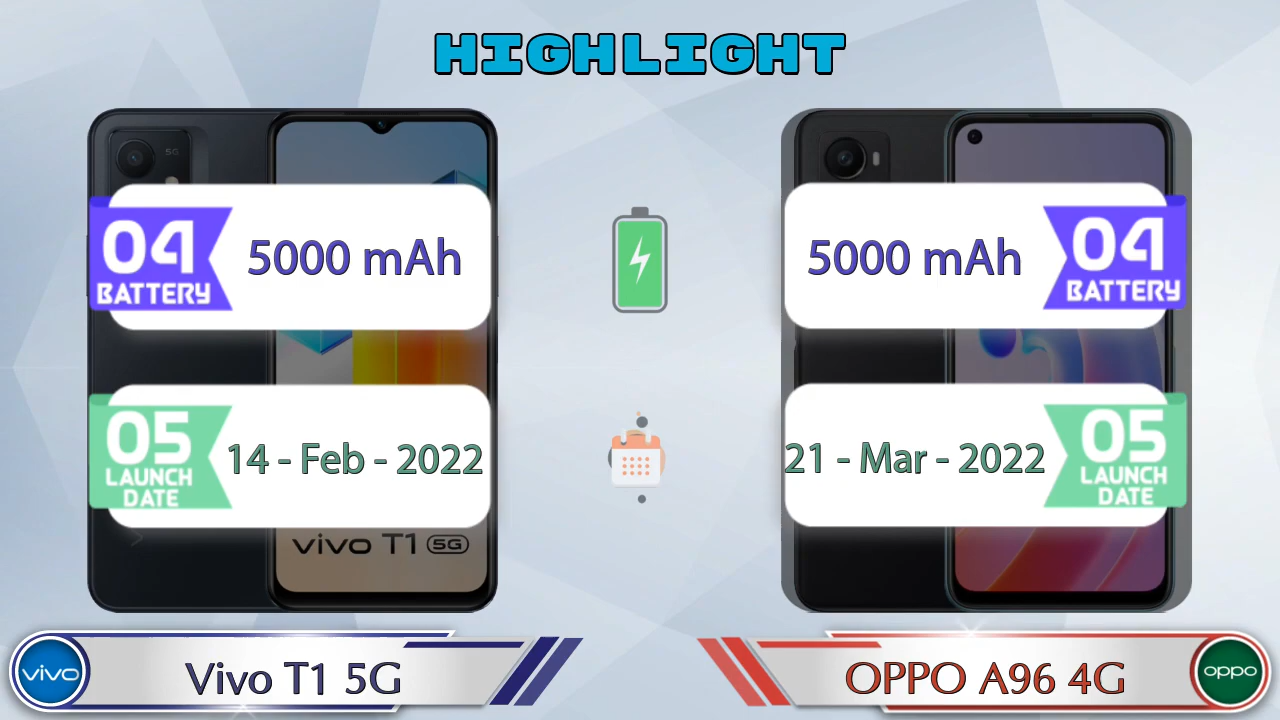 HIGHLIGHT
5G
04
BATTERY
5000 mAh
5000 mAh
04
BATTERY
05
LAUNCH
DATE
14 - Feb - 2022
21 - Mar - 2022
05
LAUNCH
DATE
vivo T1 5G
vivo
Vivo T1 5G
OPPO A96 4G
oppo